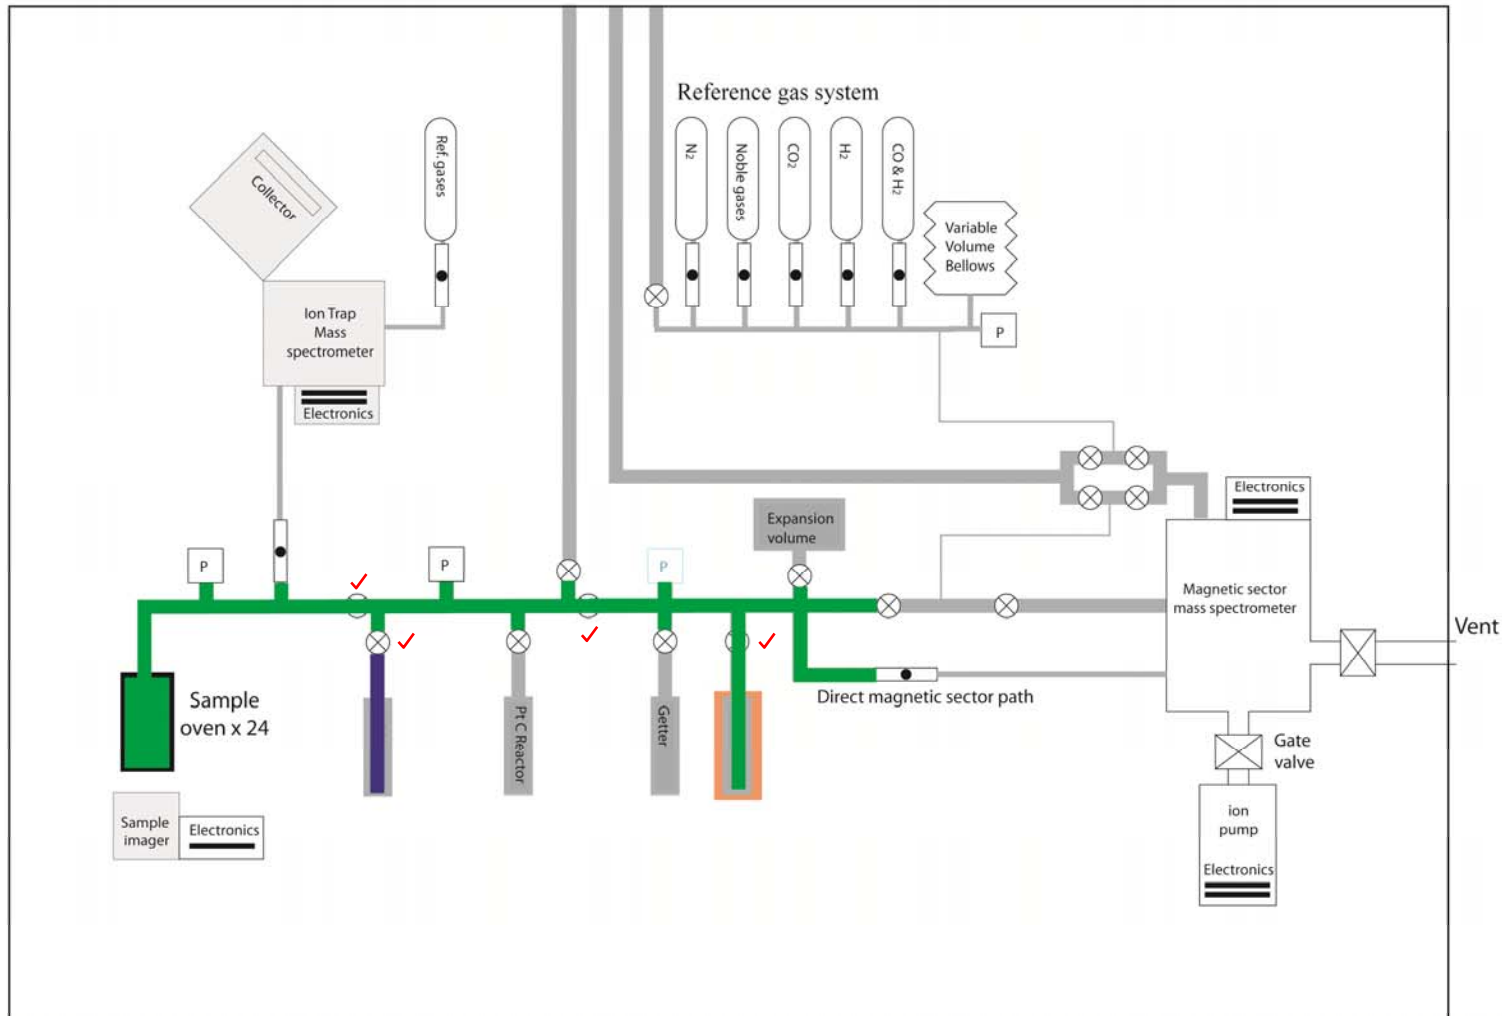 Reference gas system
Ref. gases
N2
Noble gases
CO2
H2
CO & H2
Collector
Variable
Volume
Bellows
P
Ion Trap
Mass
spectrometer
Electronics
Electronics
Expansion
volume
P
P
P
Magnetic sector
mass spectrometer
Vent
Sample
oven x 24
Direct magnetic sector path
Pt C Reactor
Getter
Gate
valve
Sample
imager
Electronics
ion
pump
Electronics